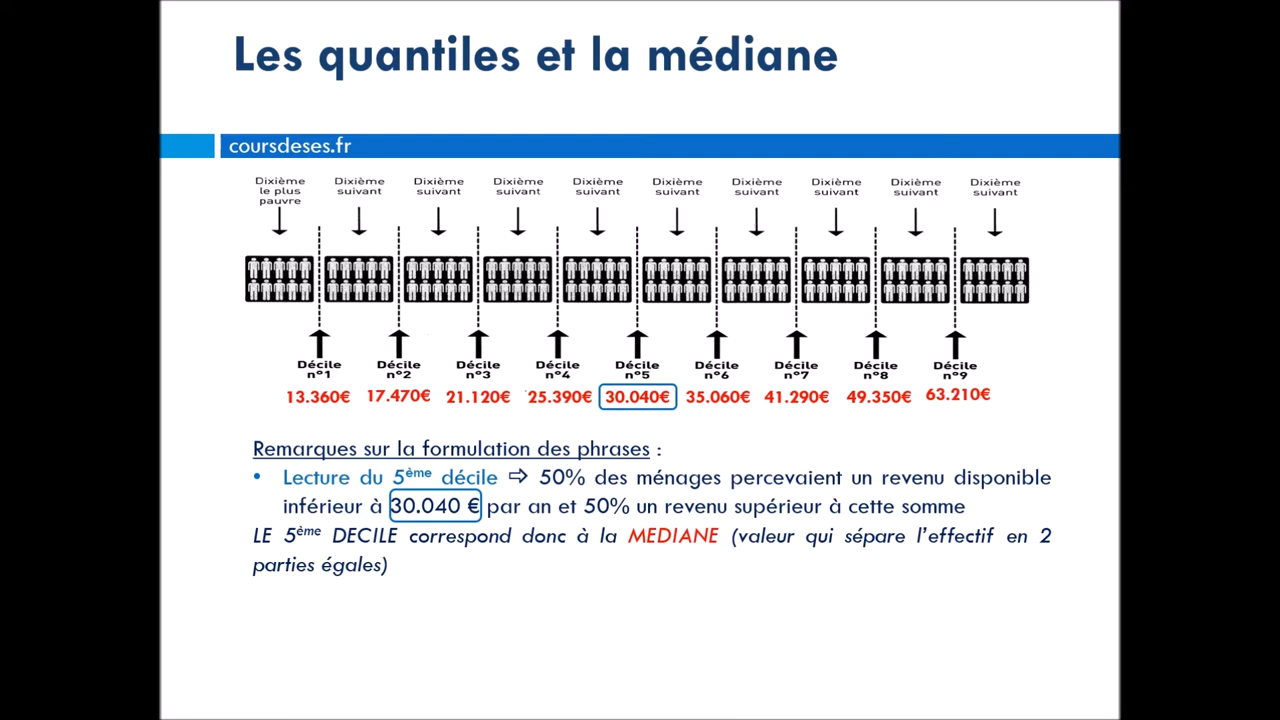 Les quantiles et la médiane
coursdeses.fr
Dixième le plus pauvre
Dixième suivant
Dixième suivant
Dixième suivant
Dixième suivant
Dixième suivant
Dixième suivant
Dixième suivant
Dixième suivant
Dixième suivant
Décile n°1
Décile n°2
Décile n°3
Décile n°4
Décile n°5
Décile n°6
Décile n°7
Décile n°8
Décile n°9
13.360€ 17.470€ 21.120€ 25.390€ 30.040€ 35.060€ 41.290€ 49.350€ 63.210€
Remarques sur la formulation des phrases :
• Lecture du 5ème décile ⇨ 50% des ménages percevaient un revenu disponible
inférieur à 30.040 € par an et 50% un revenu supérieur à cette somme
LE 5ème DECILE correspond donc à la MEDIANE (valeur qui sépare l'effectif en 2
parties égales)